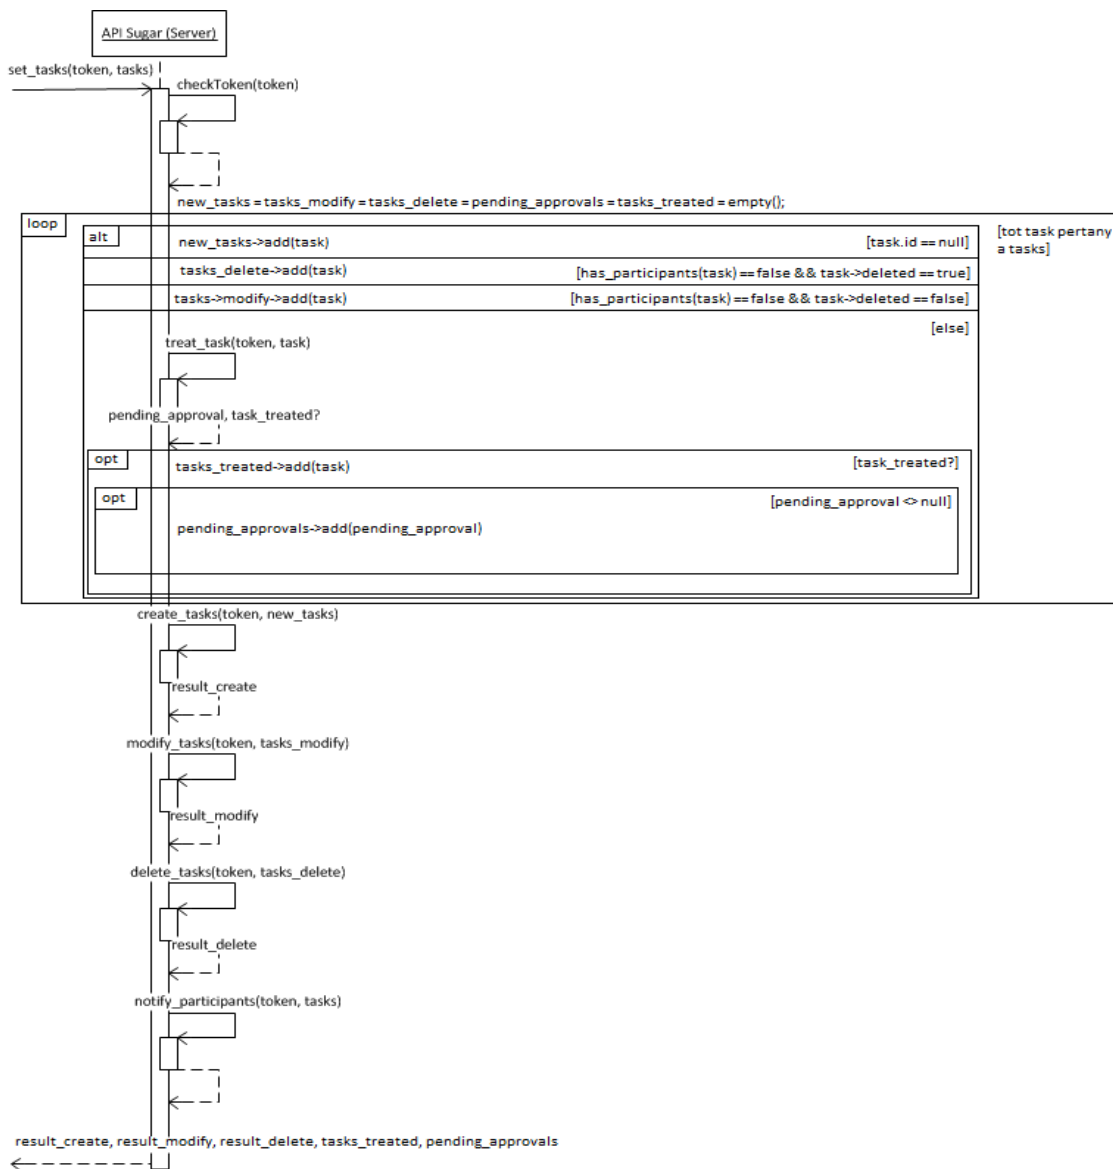 API Sugar (Server)
set_tasks(token, tasks)
checkToken(token)
new_tasks = tasks_modify = tasks_delete = pending_approvals = tasks_treated = empty();
loop
[tot task pertany
a tasks]
alt
new_tasks->add(task)
[task.id == null]
tasks_delete->add(task)
[has_participants(task) == false && task->deleted == true]
tasks->modify->add(task)
[has_participants(task) == false && task->deleted == false]
[else]
treat_task(token, task)
pending_approval, task_treated?
opt
tasks_treated->add(task)
[task_treated?]
opt
[pending_approval <> null]
pending_approvals->add(pending_approval)
create_tasks(token, new_tasks)
result_create
modify_tasks(token, tasks_modify)
result_modify
delete_tasks(token, tasks_delete)
result_delete
notify_participants(token, tasks)
result_create, result_modify, result_delete, tasks_treated, pending_approvals